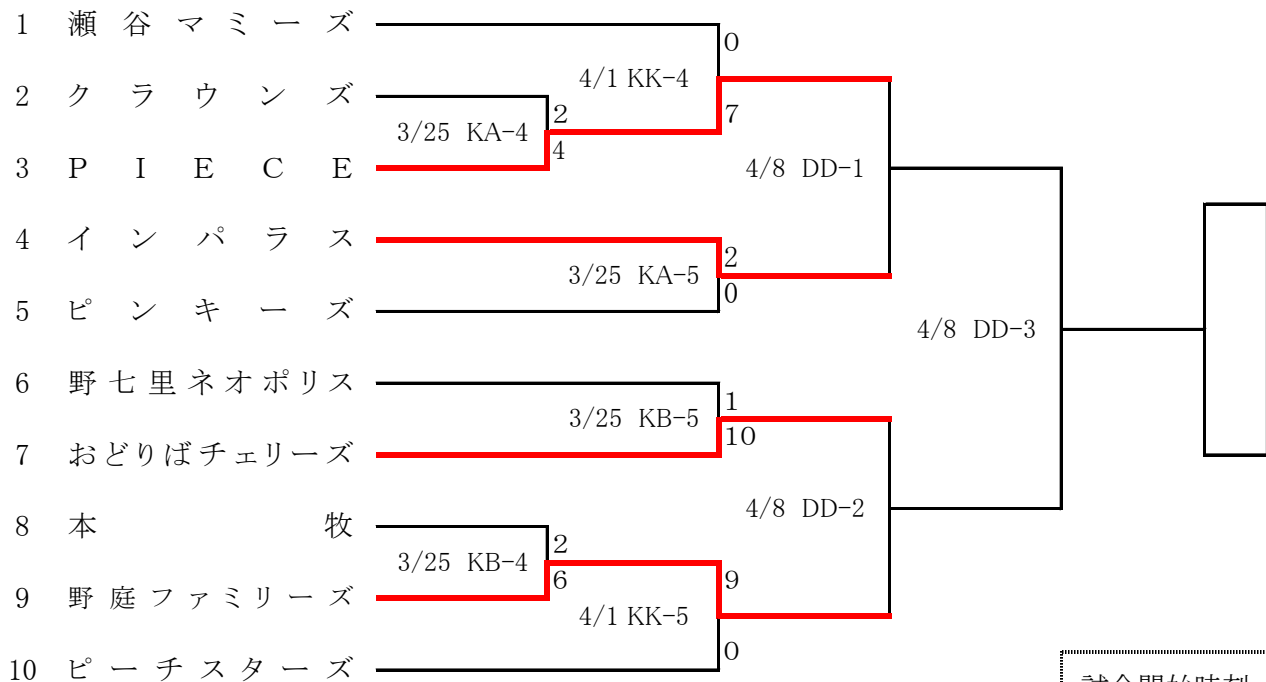 1 瀬谷マミーズ
0
4/1 KK-4
2 クラウンズ
2
7
3/25 KA-4
4
3 PIECE
4/8 DD-1
4 インパラス
2
3/25 KA-5
0
5 ピンキーズ
4/8 DD-3
6 野七里ネオポリス
1
3/25 KB-5
10
7 おどりばチェリーズ
4/8 DD-2
8 本牧
2
3/25 KB-4
6
9
9 野庭ファミリーズ
4/1 KK-5
0
10 ピーチスターズ